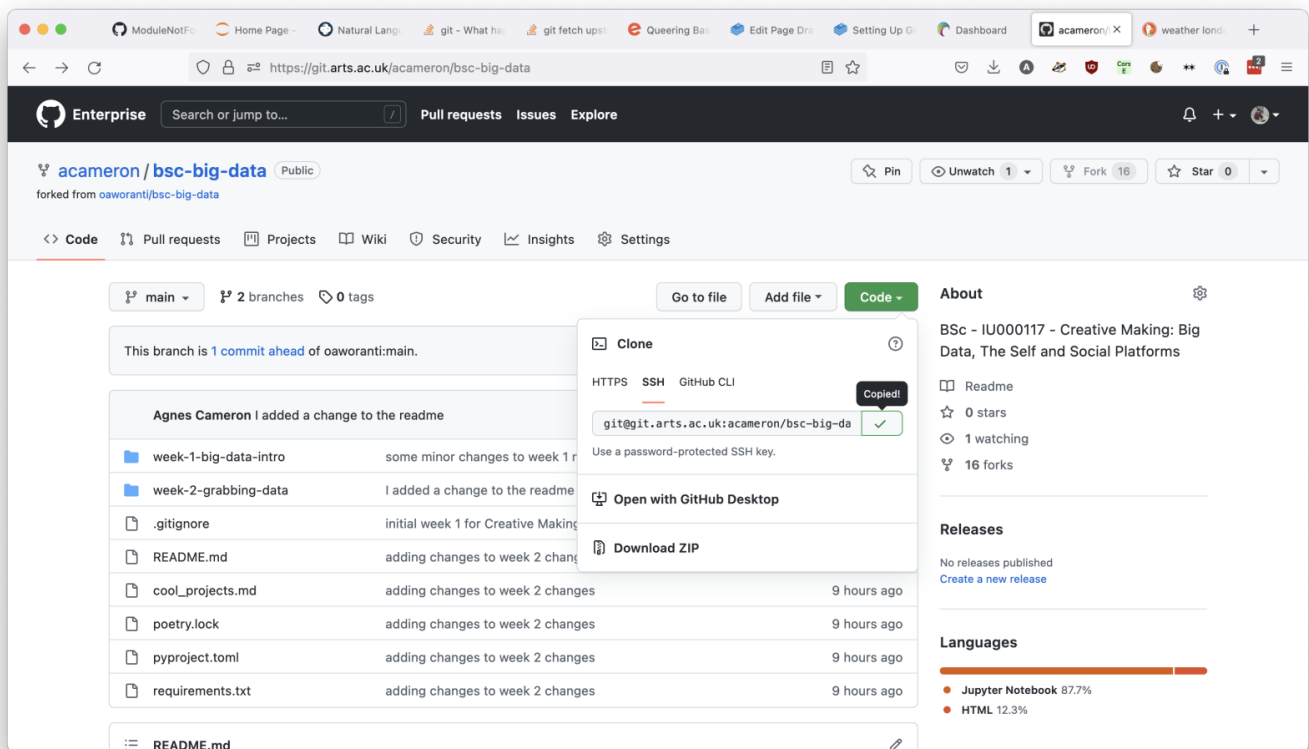 ModuleNotFo
Home Page -
Natural Langu
git - What ha
git fetch upst
Queering Bas
Edit Page Dra
Setting Up Gi
Dashboard
acameron/
weather londo
https://git.arts.ac.uk/acameron/bsc-big-data
2
Enterprise
Search or jump to...
/
Pull requests
Issues
Explore
acameron / bsc-big-data
Public
Pin
Unwatch 1
Fork 16
Star 0
forked from oaworanti/bsc-big-data
Code
Pull requests
Projects
Wiki
Security
Insights
Settings
main
2 branches
0 tags
Go to file
Add file
Code
This branch is 1 commit ahead of oaworanti:main.
Clone
HTTPS
SSH
GitHub CLI
Copied!
git@git.arts.ac.uk:acameron/bsc-big-da
Use a password-protected SSH key.
Open with GitHub Desktop
Download ZIP
Agnes Cameron I added a change to the readme
week-1-big-data-intro some minor changes to week 1 r
week-2-grabbing-data I added a change to the readme
.gitignore initial week 1 for Creative Making
README.md adding changes to week 2 chang
cool_projects.md adding changes to week 2 changes 9 hours ago
poetry.lock adding changes to week 2 changes 9 hours ago
pyproject.toml adding changes to week 2 changes 9 hours ago
requirements.txt adding changes to week 2 changes 9 hours ago
README.md
About
BSc - IU000117 - Creative Making: Big
Data, The Self and Social Platforms
Readme
0 stars
1 watching
16 forks
Releases
No releases published
Create a new release
Languages
Jupyter Notebook 87.7%
HTML 12.3%